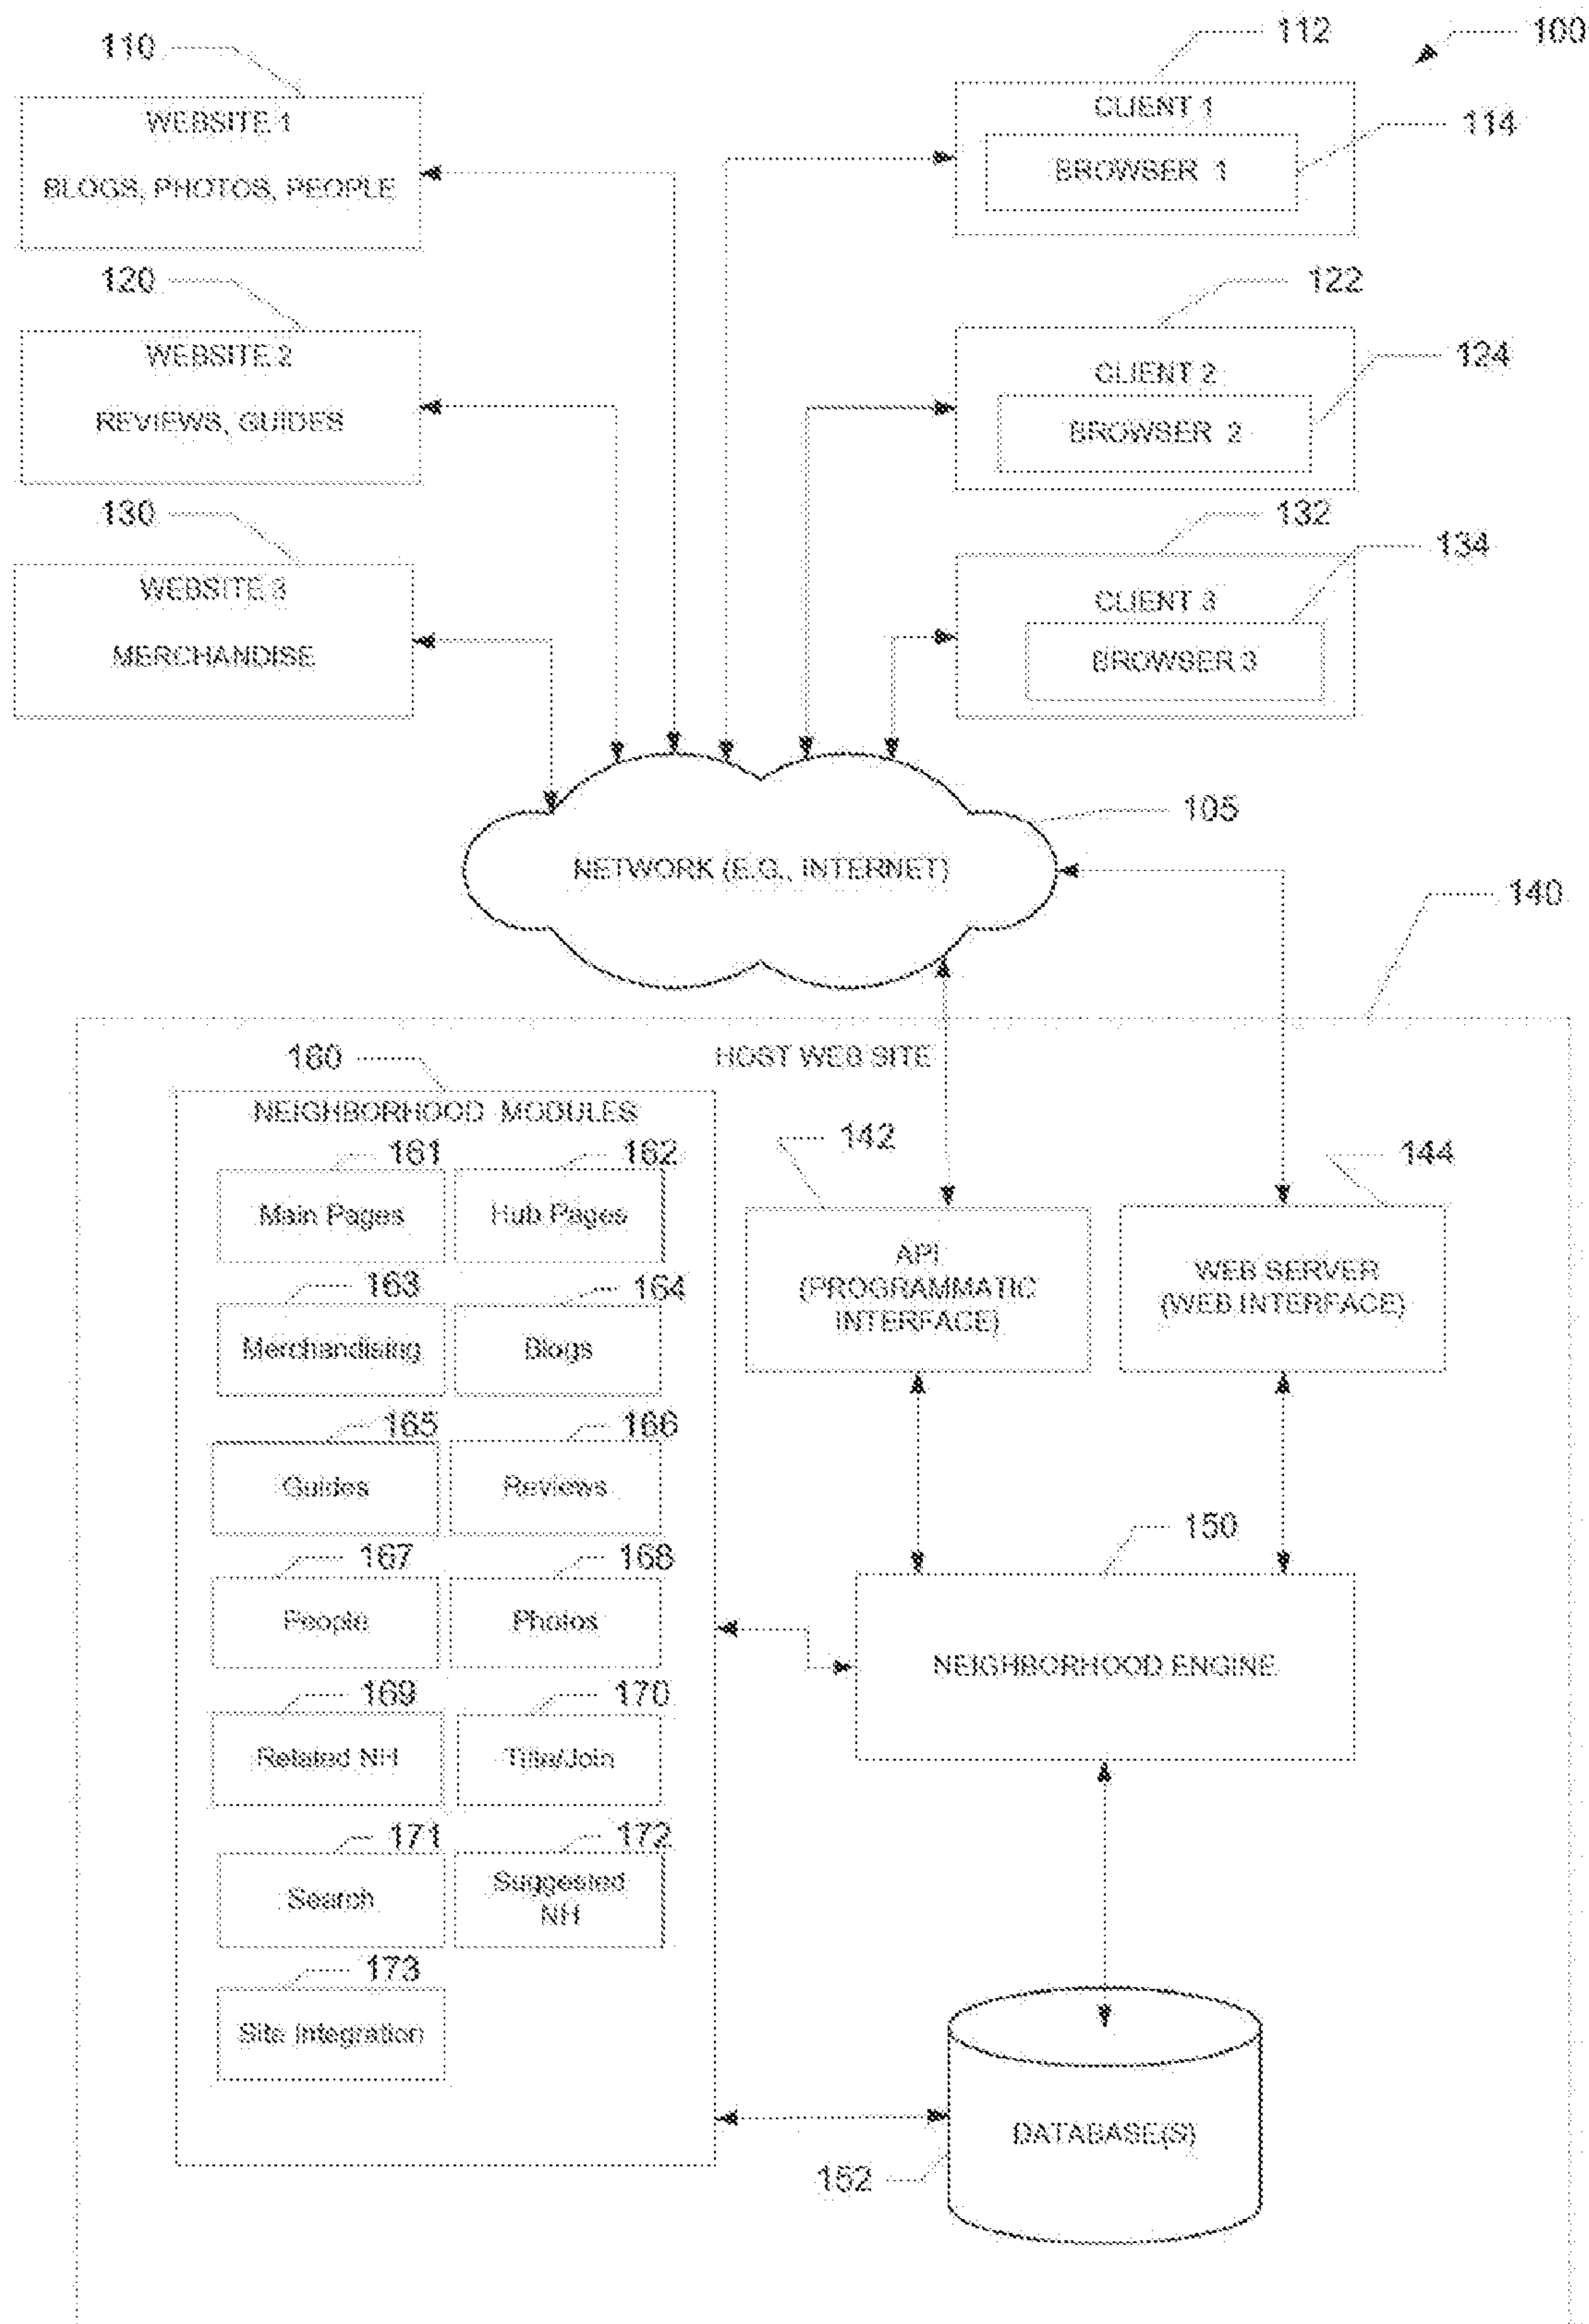 110
112
100
WEBSITE 1
BLOGS, PHOTOS, PEOPLE
CLIENT 1
BROWSER 1
114
120
122
WEBSITE 2
REVIEWS, GUIDES
CLIENT 2
BROWSER 2
124
130
132
134
WEBSITE 3
MERCHANDISE
CLIENT 3
BROWSER 3
105
NETWORK (E.G., INTERNET)
140
HOST WEB SITE
160
NEIGHBORHOOD MODULES
161
162
Main Pages
Hub Pages
142
144
API
(PROGRAMMATIC
INTERFACE)
WEB SERVER
(WEB INTERFACE)
163
164
Merchandising
Blogs
165
166
Guides
Reviews
150
NEIGHBORHOOD ENGINE
167
168
People
Photos
169
170
Related NH
Title/Join
171
172
Search
Suggested
NH
173
Site Integration
DATABASE(S)
152